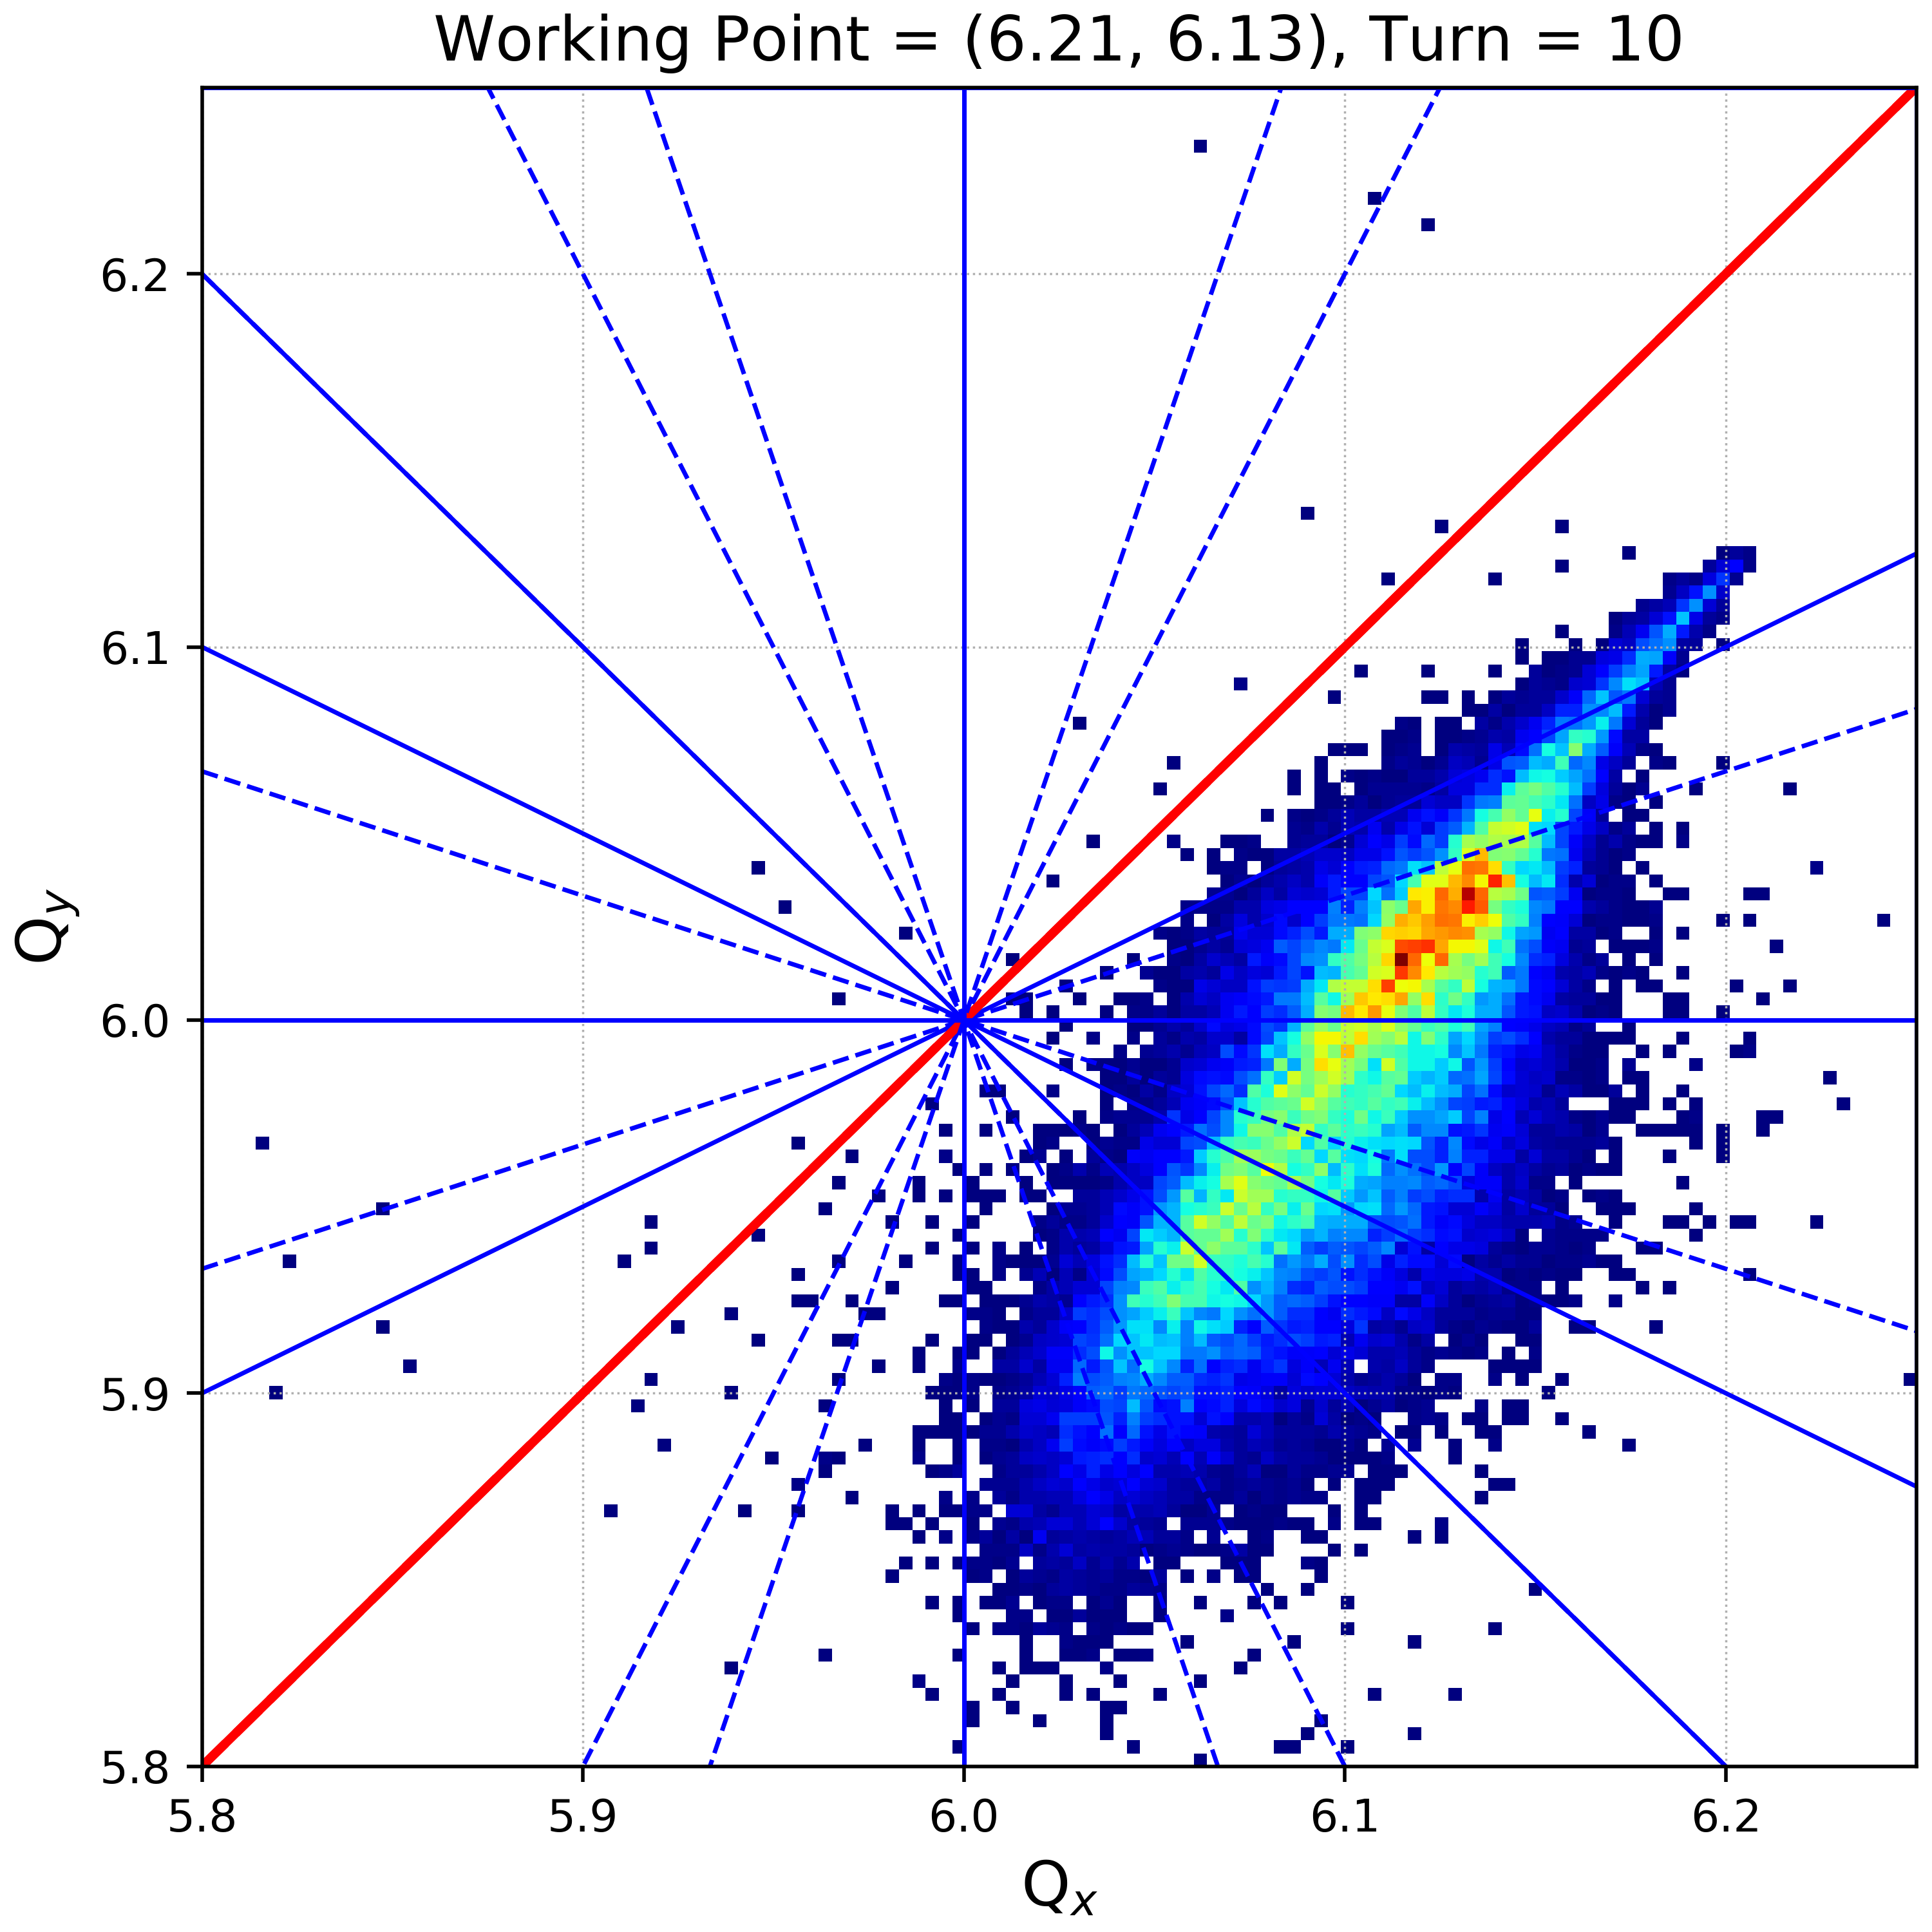 Working Point = (6.21, 6.13), Turn = 10
6.2
6.1
6.0
5.9
5.8
Qy
5.8 5.9 6.0 6.1 6.2
Qx